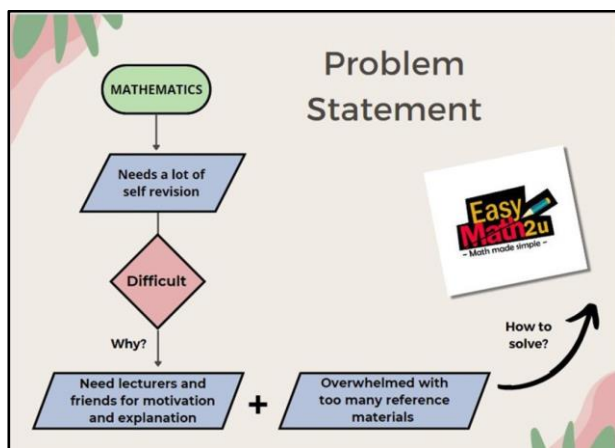 Problem
Statement
MATHEMATICS
Needs a lot of
self revision
Difficult
Why?
Need lecturers and
friends for motivation
and explanation
+
Overwhelmed with
too many reference
materials
How to
solve?
Easy
Math2u
~ Math made simple ~